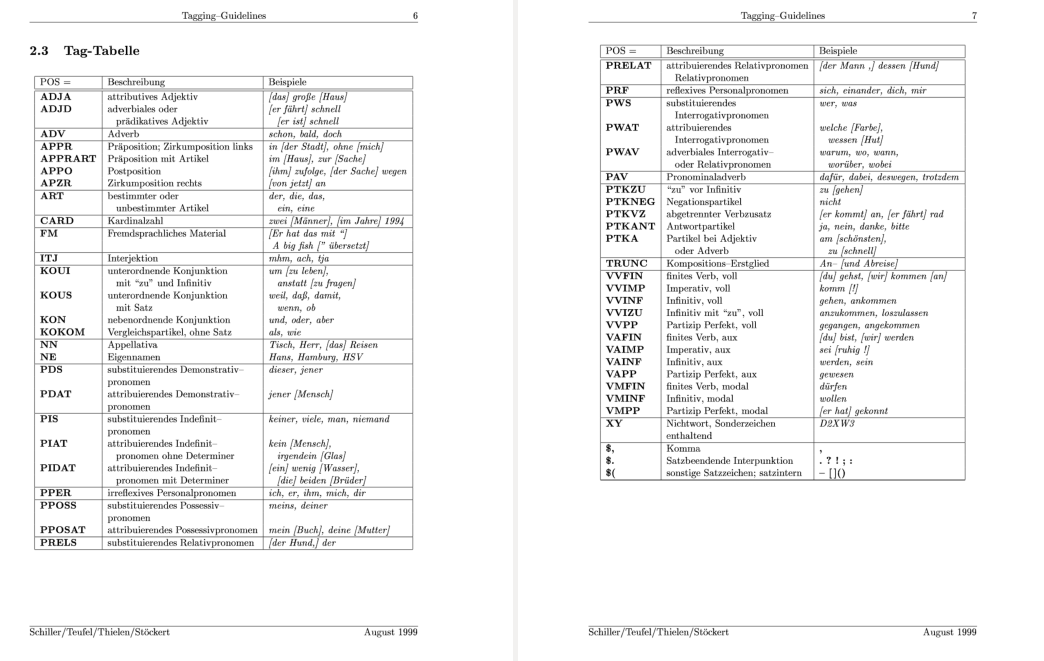 Tagging–Guidelines 6
2.3 Tag-Tabelle
POS = Beschreibung Beispiele
ADJA attributives Adjektiv [das] große [Haus]
ADJD adverbiales oder [er fährt] schnell
prädikatives Adjektiv [er ist] schnell
ADV Adverb schon, bald, doch
APPR Präposition; Zirkumposition links in [der Stadt], ohne [mich]
APPRART Präposition mit Artikel im [Haus], zur [Sache]
APPO Postposition [ihm] zufolge, [der Sache] wegen
APZR Zirkumposition rechts [von jetzt] an
ART bestimmter oder der, die, das,
unbestimmter Artikel ein, eine
CARD Kardinalzahl zwei [Männer], [im Jahre] 1994
FM Fremdsprachliches Material [Er hat das mit “]
A big fish [” übersetzt]
ITJ Interjektion mhm, ach, tja
KOUI unterordnende Konjunktion um [zu leben],
mit “zu” und Infinitiv anstatt [zu fragen]
KOUS unterordnende Konjunktion weil, daß, damit,
mit Satz wenn, ob
KON nebenordnende Konjunktion und, oder, aber
KOKOM Vergleichspartikel, ohne Satz als, wie
NN Appellativa Tisch, Herr, [das] Reisen
NE Eigennamen Hans, Hamburg, HSV
PDS substituierendes Demonstrativ– dieser, jener
pronomen
PDAT attribuierendes Demonstrativ– jener [Mensch]
pronomen
PIS substituierendes Indefinit– keiner, viele, man, niemand
pronomen
PIAT attribuierendes Indefinit– kein [Mensch],
pronomen ohne Determiner irgendein [Glas]
PIDAT attribuierendes Indefinit– [ein] wenig [Wasser],
pronomen mit Determiner [die] beiden [Brüder]
PPER irreflexives Personalpronomen ich, er, ihm, mich, dir
PPOSS substituierendes Possessiv– meins, deiner
pronomen
PPOSAT attribuierendes Possessivpronomen mein [Buch], deine [Mutter]
PRELS substituierendes Relativpronomen [der Hund,] der
Schiller/Teufel/Thielen/Stöckert August 1999
Tagging–Guidelines 7
POS = Beschreibung Beispiele
PRELAT attribuierendes Relativpronomen [der Mann ,] dessen [Hund]
Relativpronomen
PRF reflexives Personalpronomen sich, einander, dich, mir
PWS substituierendes wer, was
Interrogativpronomen
PWAT attribuierendes welche [Farbe],
Interrogativpronomen wessen [Hut]
PWAV adverbiales Interrogativ– warum, wo, wann,
oder Relativpronomen worüber, wobei
PAV Pronominaladverb dafür, dabei, deswegen, trotzdem
PTKZU “zu” vor Infinitiv zu [gehen]
PTKNEG Negationspartikel nicht
PTKVZ abgetrennter Verbzusatz [er kommt] an, [er fährt] rad
PTKANT Antwortpartikel ja, nein, danke, bitte
PTKA Partikel bei Adjektiv am [schönsten],
oder Adverb zu [schnell]
TRUNC Kompositions–Erstglied An– [und Abreise]
VVFIN finites Verb, voll [du] gehst, [wir] kommen [an]
VVIMP Imperativ, voll komm [!]
VVINF Infinitiv, voll gehen, ankommen
VVIZU Infinitiv mit “zu”, voll anzukommen, loszulassen
VVPP Partizip Perfekt, voll gegangen, angekommen
VAFIN finites Verb, aux [du] bist, [wir] werden
VAIMP Imperativ, aux sei [ruhig !]
VAINF Infinitiv, aux werden, sein
VAPP Partizip Perfekt, aux gewesen
VMFIN finites Verb, modal dürfen
VMINF Infinitiv, modal wollen
VMPP Partizip Perfekt, modal [er hat] gekonnt
XY Nichtwort, Sonderzeichen D2XW3
enthaltend
$, Komma ,
$. Satzbeendende Interpunktion . ? ! ; :
$( sonstige Satzzeichen; satzintern – [ ] ( )
Schiller/Teufel/Thielen/Stöckert August 1999